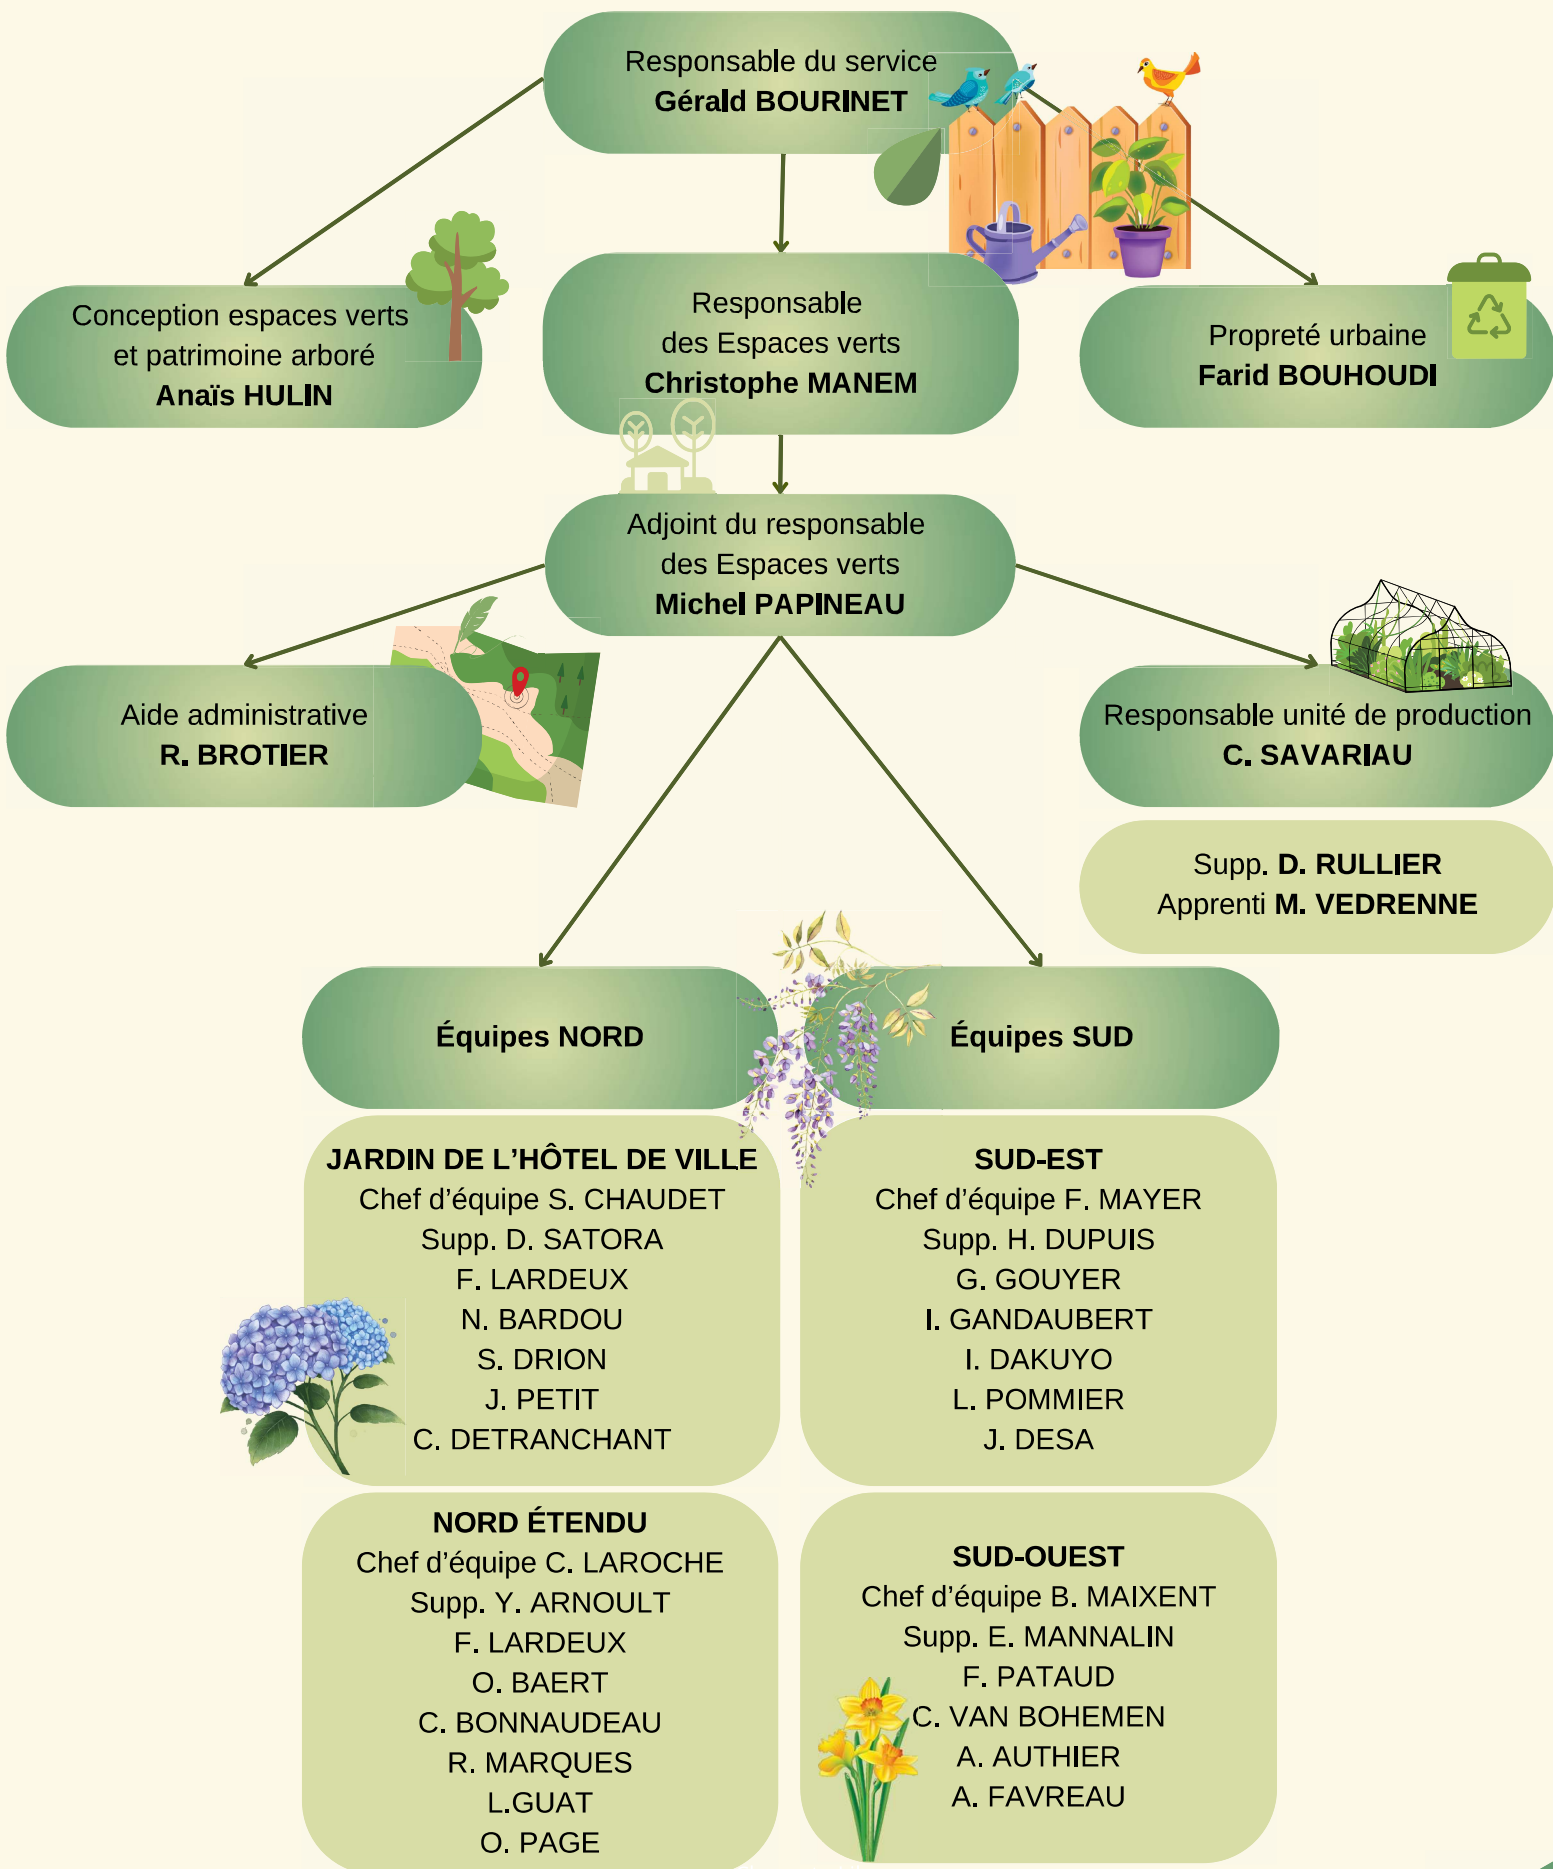 Responsable du service
Gérald BOURINET
Conception espaces verts
et patrimoine arboré
Anaïs HULIN
Responsable
des Espaces verts
Christophe MANEM
Propreté urbaine
Farid BOUHOUDI
Adjoint du responsable
des Espaces verts
Michel PAPINEAU
Aide administrative
R. BROTIER
Responsable unité de production
C. SAVARIAU
Supp. D. RULLIER
Apprenti M. VEDRENNE
Équipes NORD
Équipes SUD
JARDIN DE L’HÔTEL DE VILLE
Chef d’équipe S. CHAUDET
Supp. D. SATORA
F. LARDEUX
N. BARDOU
S. DRION
J. PETIT
C. DETRANCHANT
SUD-EST
Chef d’équipe F. MAYER
Supp. H. DUPUIS
G. GOUYER
I. GANDAUBERT
I. DAKUYO
L. POMMIER
J. DESA
NORD ÉTENDU
Chef d’équipe C. LAROCHE
Supp. Y. ARNOULT
F. LARDEUX
O. BAERT
C. BONNAUDEAU
R. MARQUES
L.GUAT
O. PAGE
SUD-OUEST
Chef d’équipe B. MAIXENT
Supp. E. MANNALIN
F. PATAUD
C. VAN BOHEMEN
A. AUTHIER
A. FAVREAU